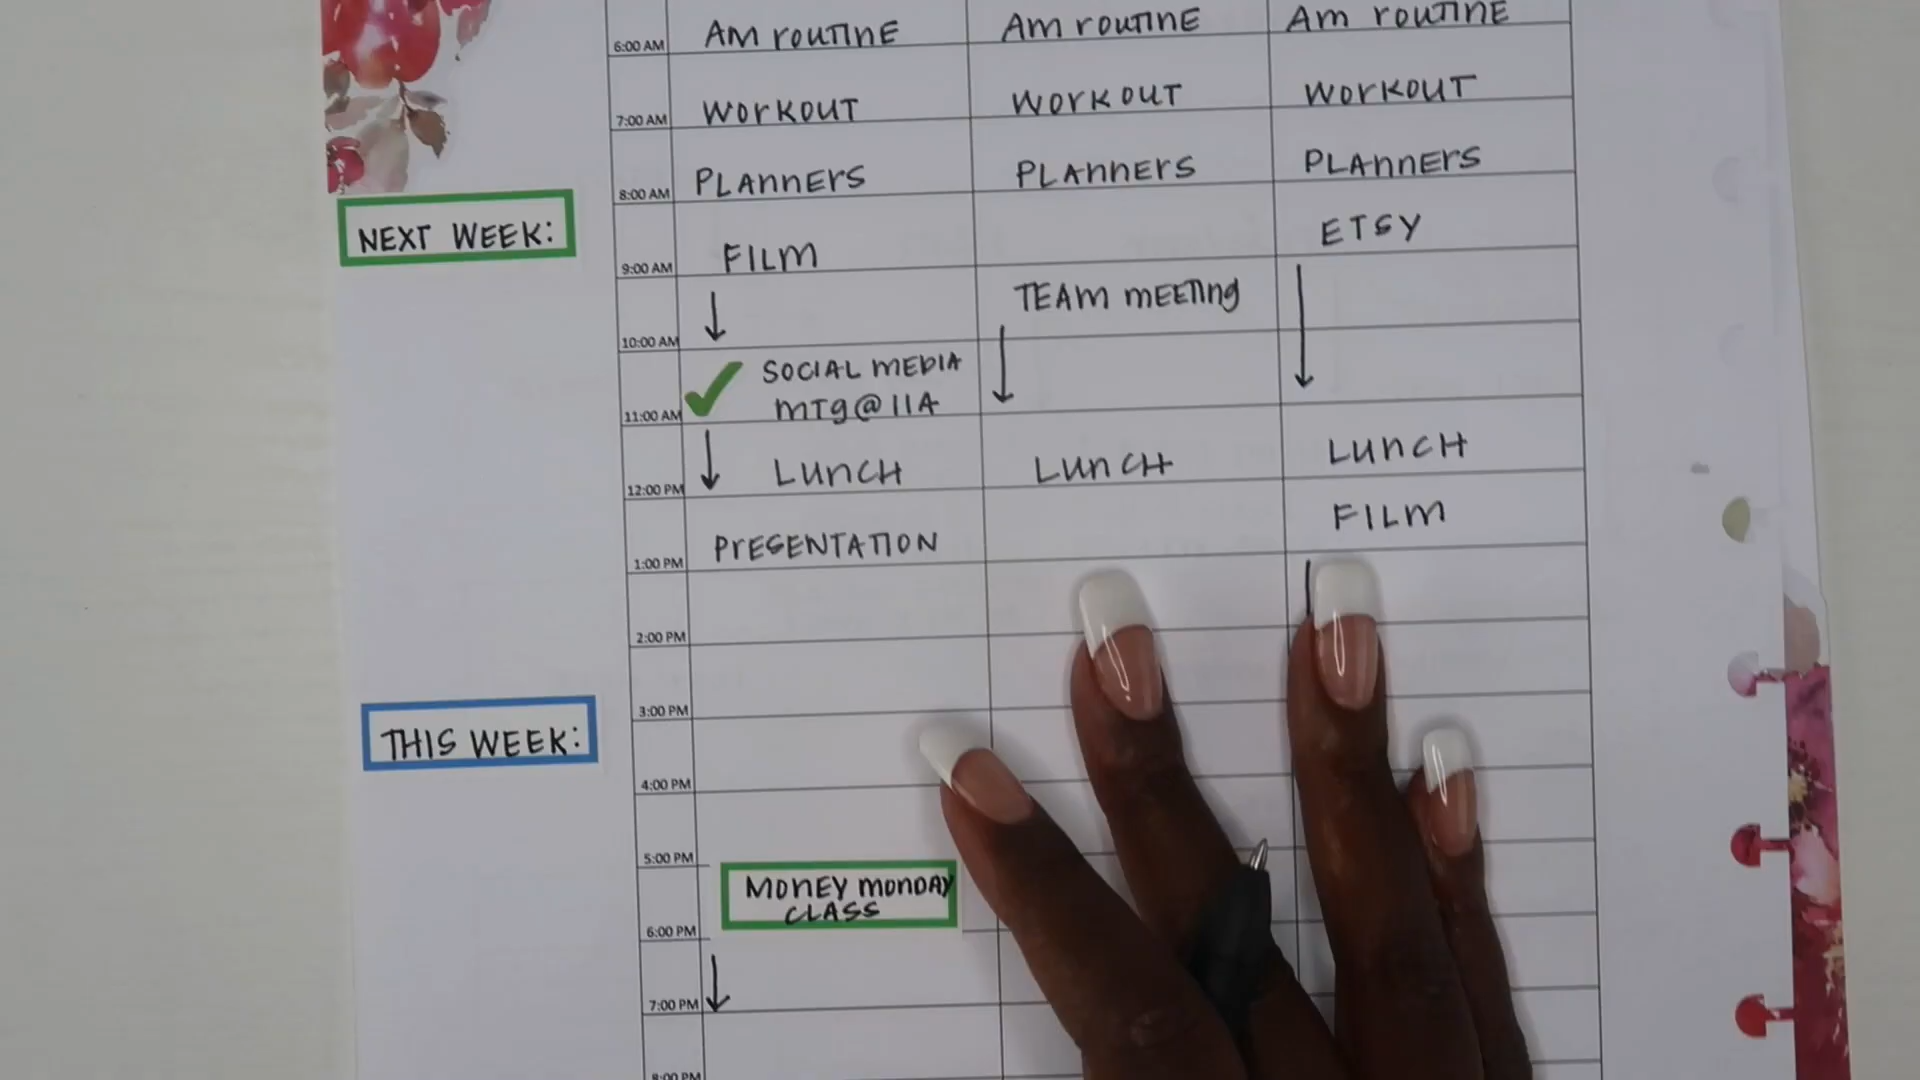 6:00 AM Am rouTine Am rouTine Am rouTine
7:00 AM WorKouT WorKouT WorKouT
8:00 AM PLAnnErs PLAnnErs PLAnnErs
NEXT WEEK:
9:00 AM FILm ETSY
10:00 AM TEAm mEETing
11:00 AM SOCIAL MEDIA
mTg@11A
12:00 PM LunCH LunCH LunCH
1:00 PM PrESENTATION FILm
2:00 PM
3:00 PM
THIS WEEK:
4:00 PM
5:00 PM
MONEY monDAY
CLASS
6:00 PM
7:00 PM
8:00 PM